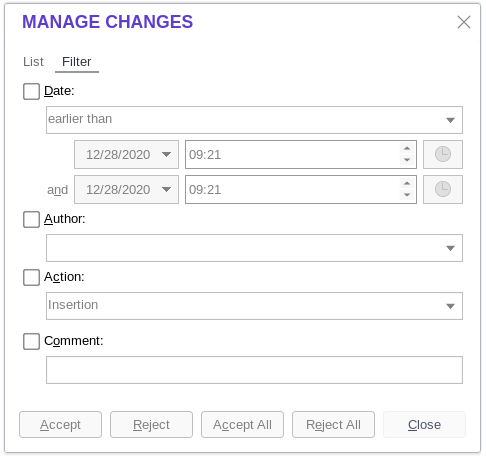 MANAGE CHANGES
List Filter
Date:
earlier than
12/28/2020 09:21
and 12/28/2020 09:21
Author:
Action:
Insertion
Comment:
Accept Reject Accept All Reject All Close